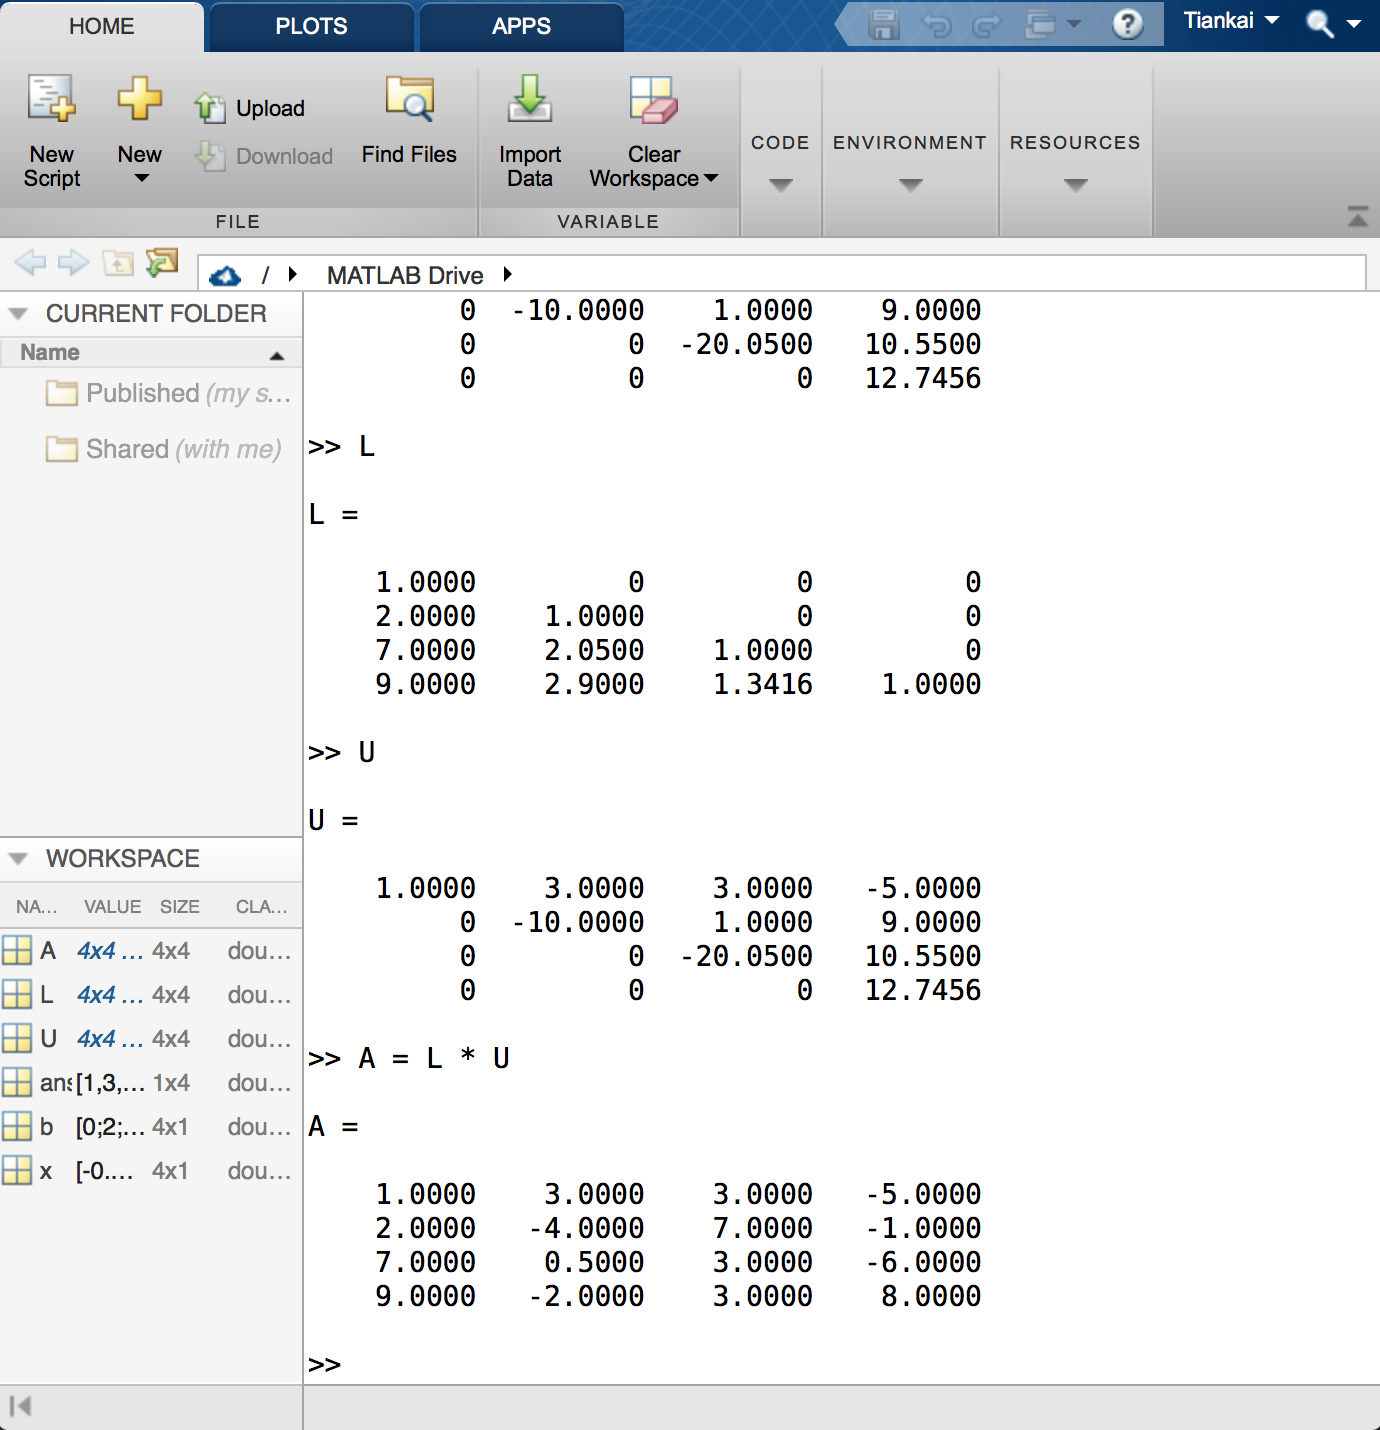 HOME PLOTS APPS Tiankai
New Script New Upload Download Find Files Import Data Clear Workspace CODE ENVIRONMENT RESOURCES
FILE VARIABLE
/ MATLAB Drive
CURRENT FOLDER
Name
Published (my s...
Shared (with me)
WORKSPACE
NA... VALUE SIZE CLA...
A 4x4 ... 4x4 dou...
L 4x4 ... 4x4 dou...
U 4x4 ... 4x4 dou...
ans [1,3,... 1x4 dou...
b [0;2;... 4x1 dou...
x [-0.... 4x1 dou...
0 -10.0000 1.0000 9.0000
0 0 -20.0500 10.5500
0 0 0 12.7456
>> L
L =
1.0000 0 0 0
2.0000 1.0000 0 0
7.0000 2.0500 1.0000 0
9.0000 2.9000 1.3416 1.0000
>> U
U =
1.0000 3.0000 3.0000 -5.0000
0 -10.0000 1.0000 9.0000
0 0 -20.0500 10.5500
0 0 0 12.7456
>> A = L * U
A =
1.0000 3.0000 3.0000 -5.0000
2.0000 -4.0000 7.0000 -1.0000
7.0000 0.5000 3.0000 -6.0000
9.0000 -2.0000 3.0000 8.0000
>>